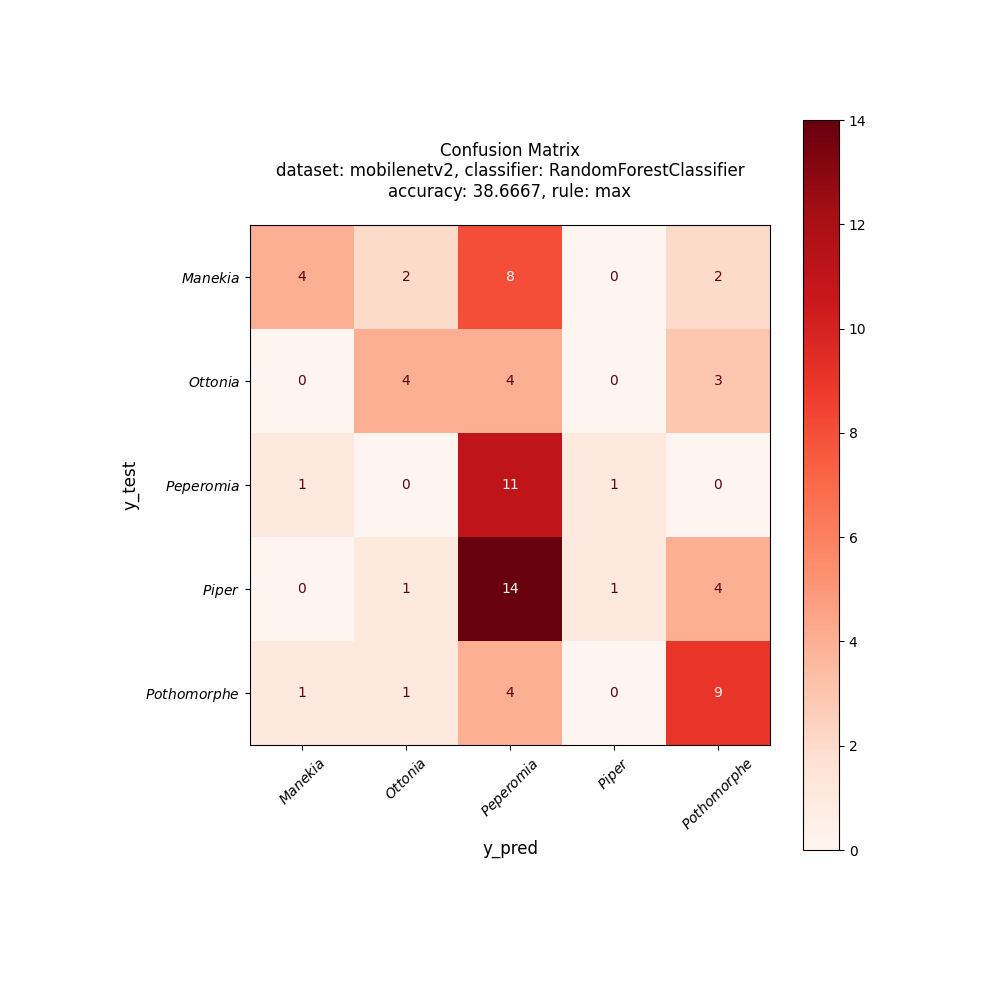 Confusion Matrix
dataset: mobilenetv2, classifier: RandomForestClassifier
accuracy: 38.6667, rule: max
y_test
Manekia 4 2 8 0 2
Ottonia 0 4 4 0 3
Peperomia 1 0 11 1 0
Piper 0 1 14 1 4
Pothomorphe 1 1 4 0 9
Manekia Ottonia Peperomia Piper Pothomorphe
y_pred
14
12
10
8
6
4
2
0